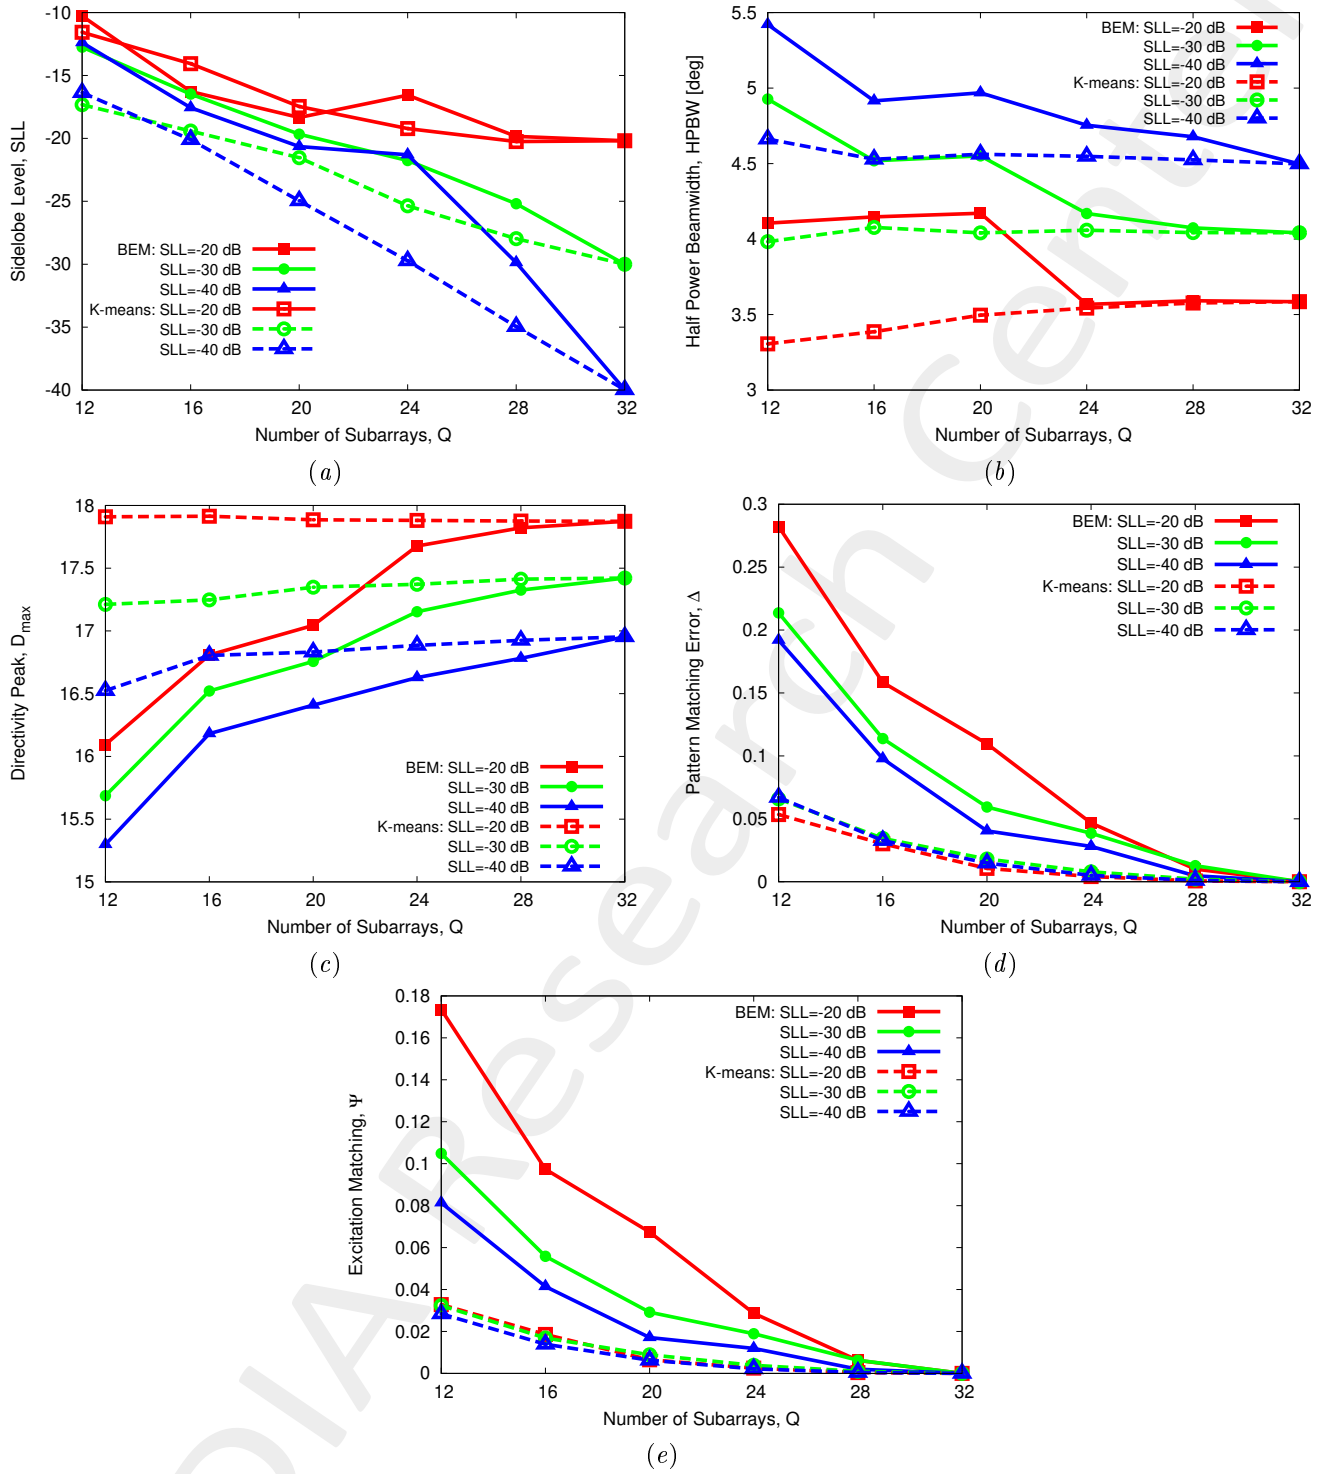 -10
-15
-20
-25
-30
-35
-40
12 16 20 24 28 32
Sidelobe Level, SLL
Number of Subarrays, Q
BEM: SLL=-20 dB
SLL=-30 dB
SLL=-40 dB
K-means: SLL=-20 dB
SLL=-30 dB
SLL=-40 dB
(a)
5.5
5
4.5
4
3.5
3
12 16 20 24 28 32
Half Power Beamwidth, HPBW [deg]
Number of Subarrays, Q
BEM: SLL=-20 dB
SLL=-30 dB
SLL=-40 dB
K-means: SLL=-20 dB
SLL=-30 dB
SLL=-40 dB
(b)
18
17.5
17
16.5
16
15.5
15
12 16 20 24 28 32
Directivity Peak, Dmax
Number of Subarrays, Q
BEM: SLL=-20 dB
SLL=-30 dB
SLL=-40 dB
K-means: SLL=-20 dB
SLL=-30 dB
SLL=-40 dB
(c)
0.3
0.25
0.2
0.15
0.1
0.05
0
12 16 20 24 28 32
Pattern Matching Error, Δ
Number of Subarrays, Q
BEM: SLL=-20 dB
SLL=-30 dB
SLL=-40 dB
K-means: SLL=-20 dB
SLL=-30 dB
SLL=-40 dB
(d)
0.18
0.16
0.14
0.12
0.1
0.08
0.06
0.04
0.02
0
12 16 20 24 28 32
Excitation Matching, Ψ
Number of Subarrays, Q
BEM: SLL=-20 dB
SLL=-30 dB
SLL=-40 dB
K-means: SLL=-20 dB
SLL=-30 dB
SLL=-40 dB
(e)
DIA Research Center